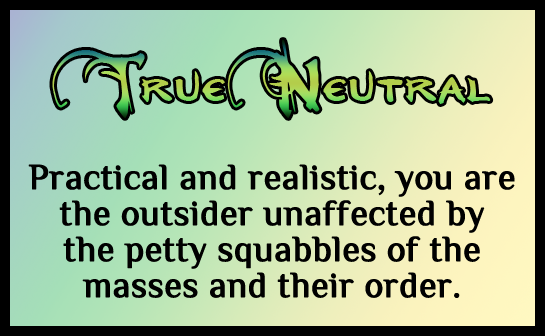 True Neutral
Practical and realistic, you are
the outsider unaffected by
the petty squabbles of the
masses and their order.